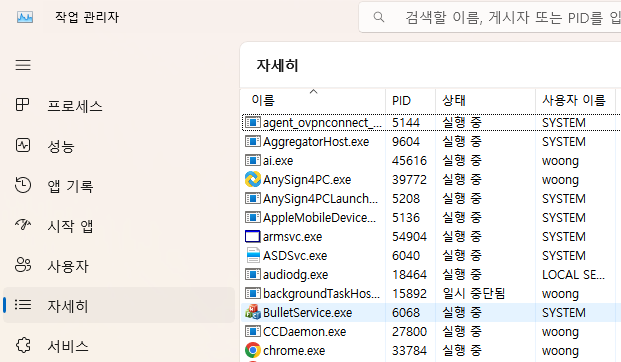 작업 관리자
검색할 이름, 게시자 또는 PID를 입
자세히
이름 PID 상태 사용자 이름
프로세스
성능
앱 기록
시작 앱
사용자
자세히
서비스
agent_ovpnconnect_... 5144 실행 중 SYSTEM
AggregatorHost.exe 9604 실행 중 SYSTEM
ai.exe 45616 실행 중 woong
AnySign4PC.exe 39772 실행 중 woong
AnySign4PCLaunch... 5208 실행 중 SYSTEM
AppleMobileDevice... 5136 실행 중 SYSTEM
armsvc.exe 54904 실행 중 SYSTEM
ASDSvc.exe 6040 실행 중 SYSTEM
audiodg.exe 18464 실행 중 LOCAL SE...
backgroundTaskHos... 15892 일시 중단됨 woong
BulletService.exe 6068 실행 중 SYSTEM
CCDaemon.exe 27800 실행 중 woong
chrome.exe 33784 실행 중 woong